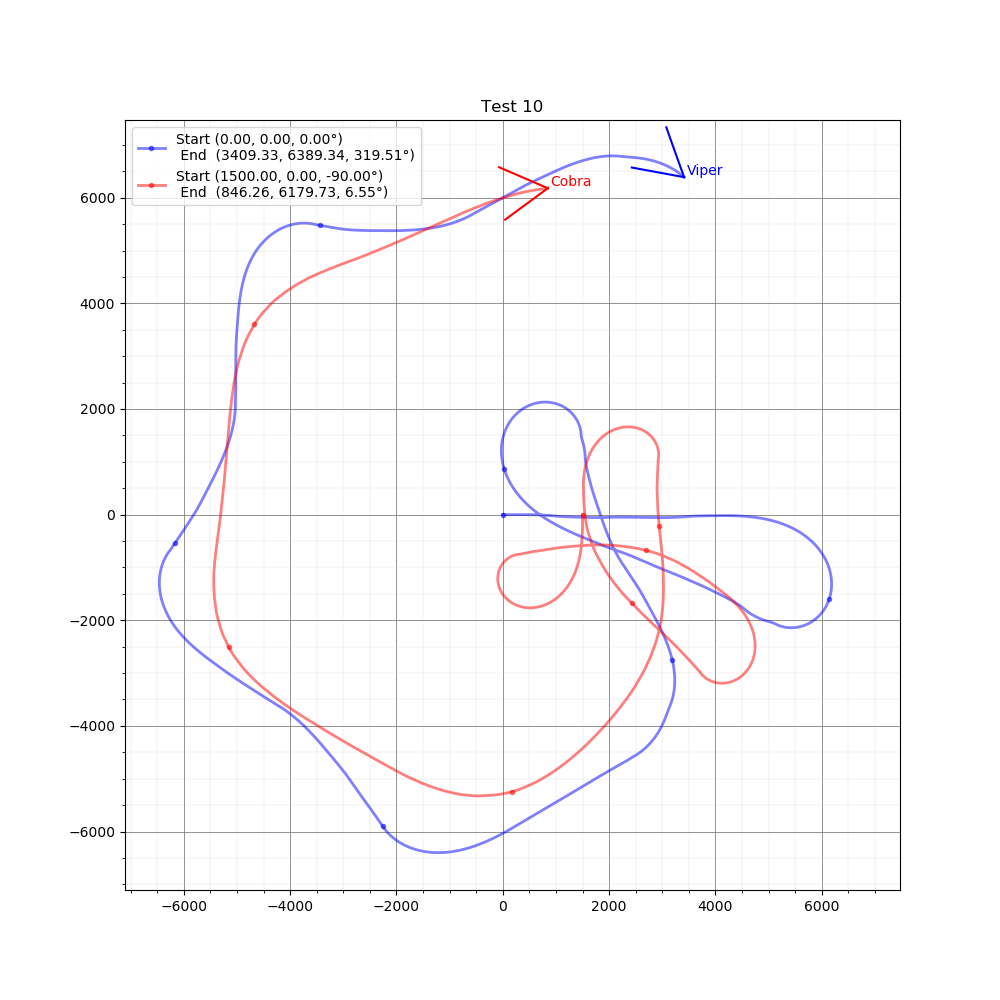 Test 10
Start (0.00, 0.00, 0.00°)
End (3409.33, 6389.34, 319.51°)
Start (1500.00, 0.00, -90.00°)
End (846.26, 6179.73, 6.55°)
Viper
Cobra
6000
4000
2000
0
−2000
−4000
−6000
−6000 −4000 −2000 0 2000 4000 6000